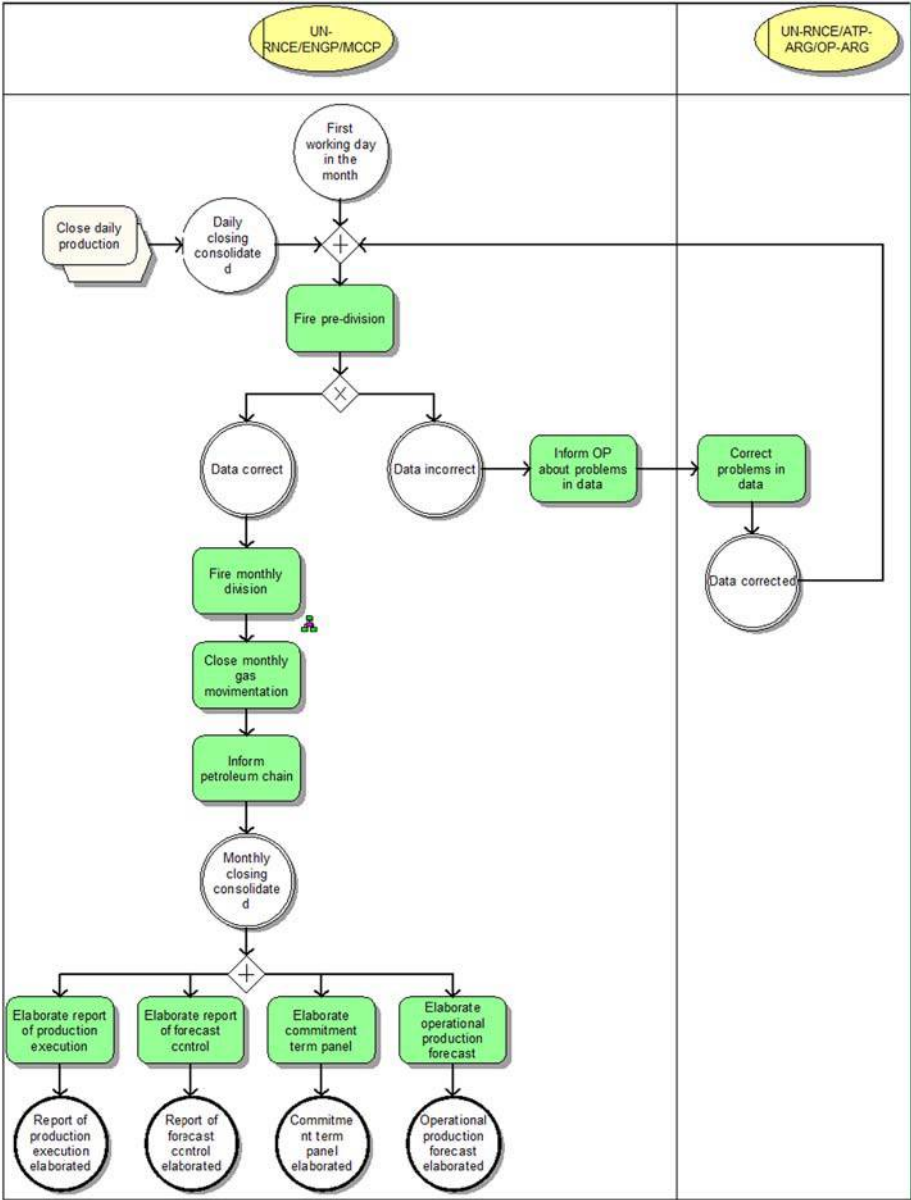 UN-
RNCE/ENGP/MCCP
UN-RNCE/ATP-
ARG/OP-ARG
First
working day
in the
month
Close daily
production
Daily
closing
consolidate
d
Fire pre-division
Data correct
Data incorrect
Inform OP
about problems
in data
Correct
problems in
data
Fire monthly
division
Data corrected
Close monthly
gas
movimentation
Inform
petroleum chain
Monthly
closing
consolidate
d
Elaborate report
of production
execution
Elaborate report
of forecast
ccntrol
Elaborate
commitment
term panel
Elaborate
operational
production
forecast
Report of
production
execution
elaborated
Report of
forecast
ccntrol
elaborated
Commitme
nt term
panel
elaborated
Operational
production
forecast
elaborated